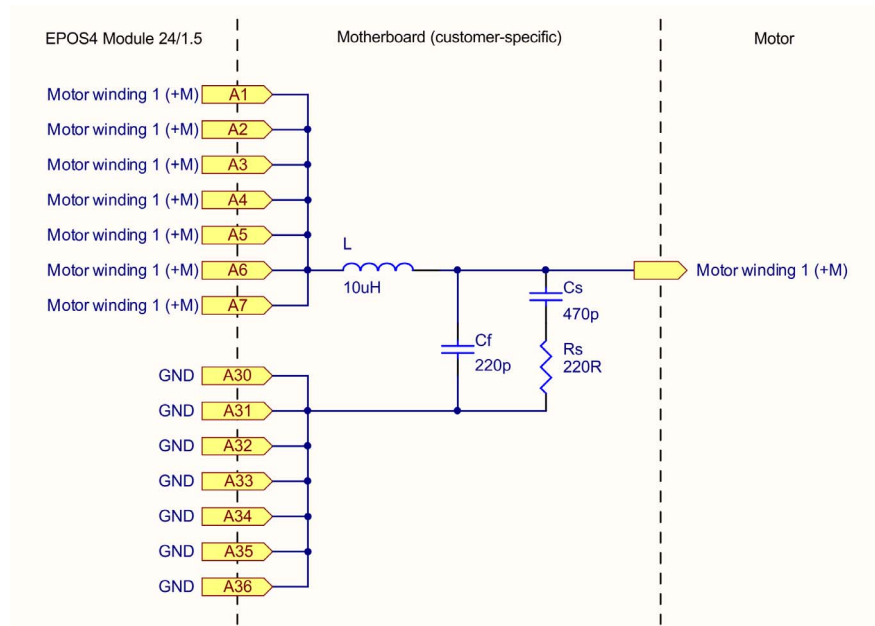 EPOS4 Module 24/1.5 Motherboard (customer-specific) Motor
Motor winding 1 (+M) A1
Motor winding 1 (+M) A2
Motor winding 1 (+M) A3
Motor winding 1 (+M) A4
Motor winding 1 (+M) A5
L
Motor winding 1 (+M) A6 Motor winding 1 (+M)
10uH
Cs
Motor winding 1 (+M) A7
470p
Cf
Rs
220p
220R
GND A30
GND A31
GND A32
GND A33
GND A34
GND A35
GND A36